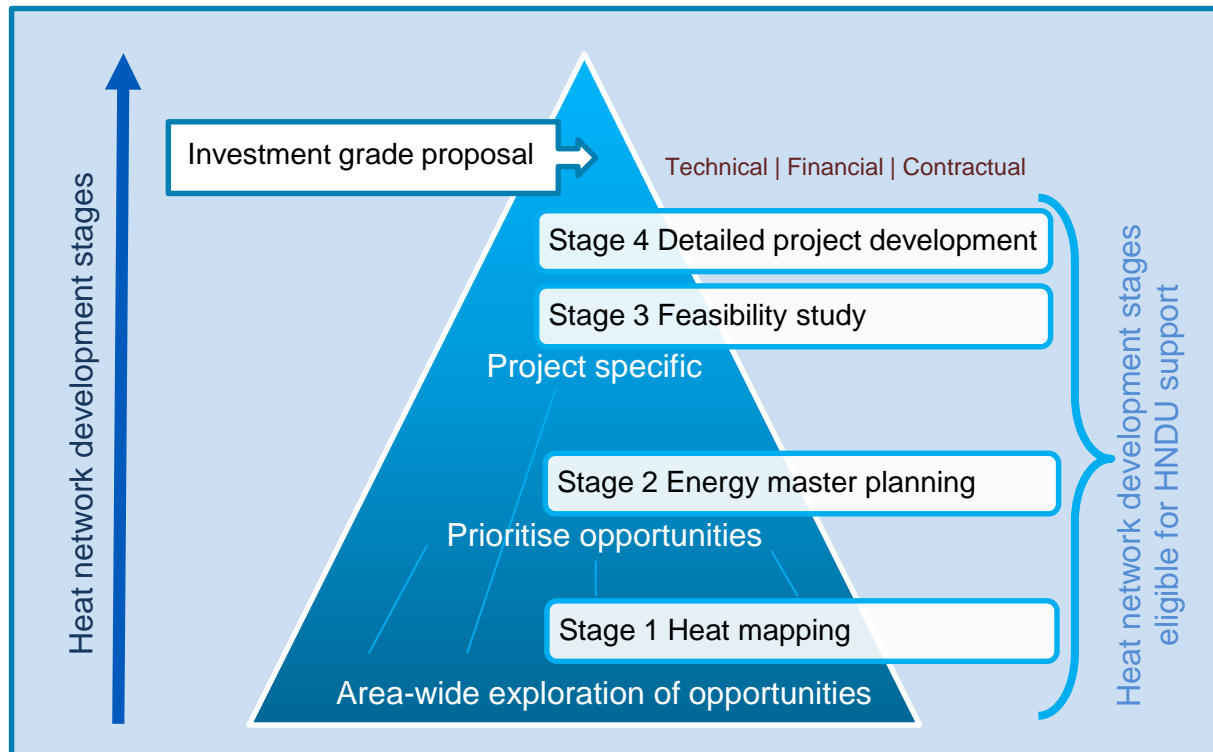 Heat network development stages
Investment grade proposal
Technical | Financial | Contractual
Stage 4 Detailed project development
Stage 3 Feasibility study
Project specific
Stage 2 Energy master planning
Prioritise opportunities
Stage 1 Heat mapping
Area-wide exploration of opportunities
Heat network development stages
eligible for HNDU support